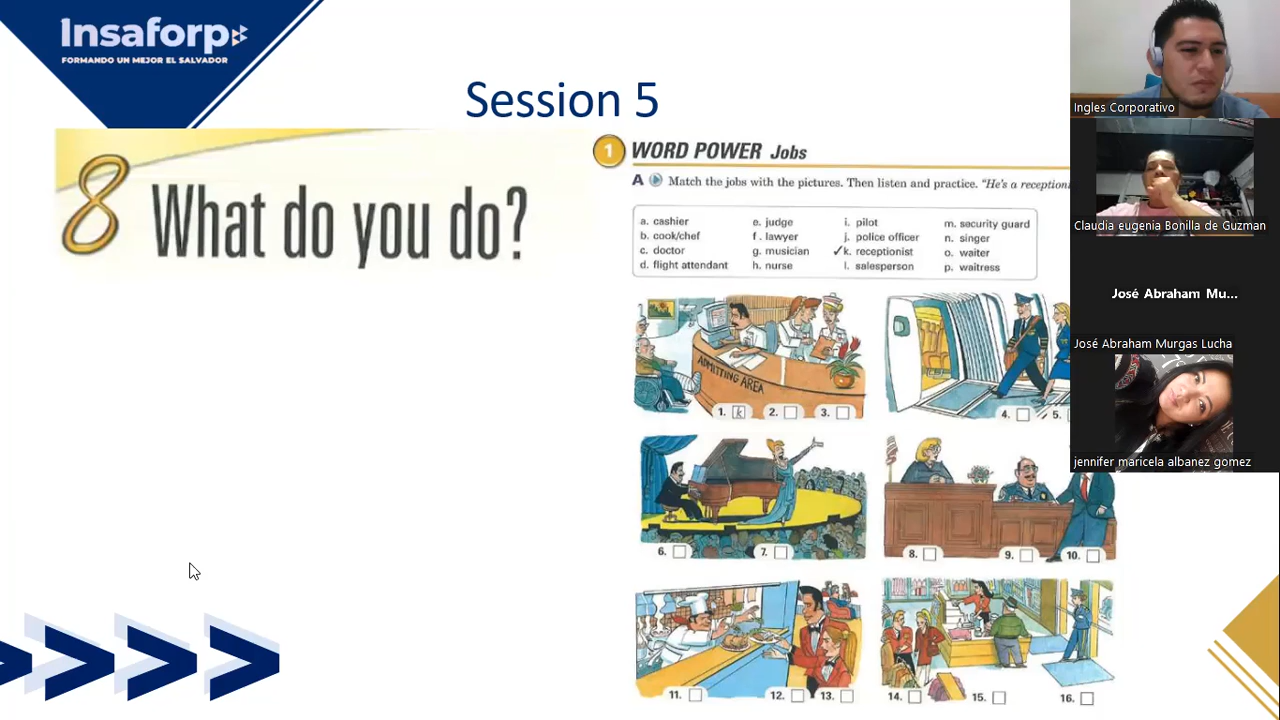 Insaforp
FORMANDO UN MEJOR EL SALVADOR
Session 5
8 What do you do?
1 WORD POWER Jobs
A Match the jobs with the pictures. Then listen and practice. "He's a reception
a. cashier
b. cook/chef
c. doctor
d. flight attendant
e. judge
f. lawyer
g. musician
h. nurse
i. pilot
j. police officer
✓k. receptionist
l. salesperson
m. security guard
n. singer
o. waiter
p. waitress
ADMITTING AREA
1. k 2. 3.
4. 5.
6. 7.
8. 9. 10.
11. 12. 13.
14. 15. 16.
Ingles Corporativo
Claudia eugenia Bonilla de Guzman
José Abraham Mu...
José Abraham Murgas Lucha
jennifer maricela albanez gomez